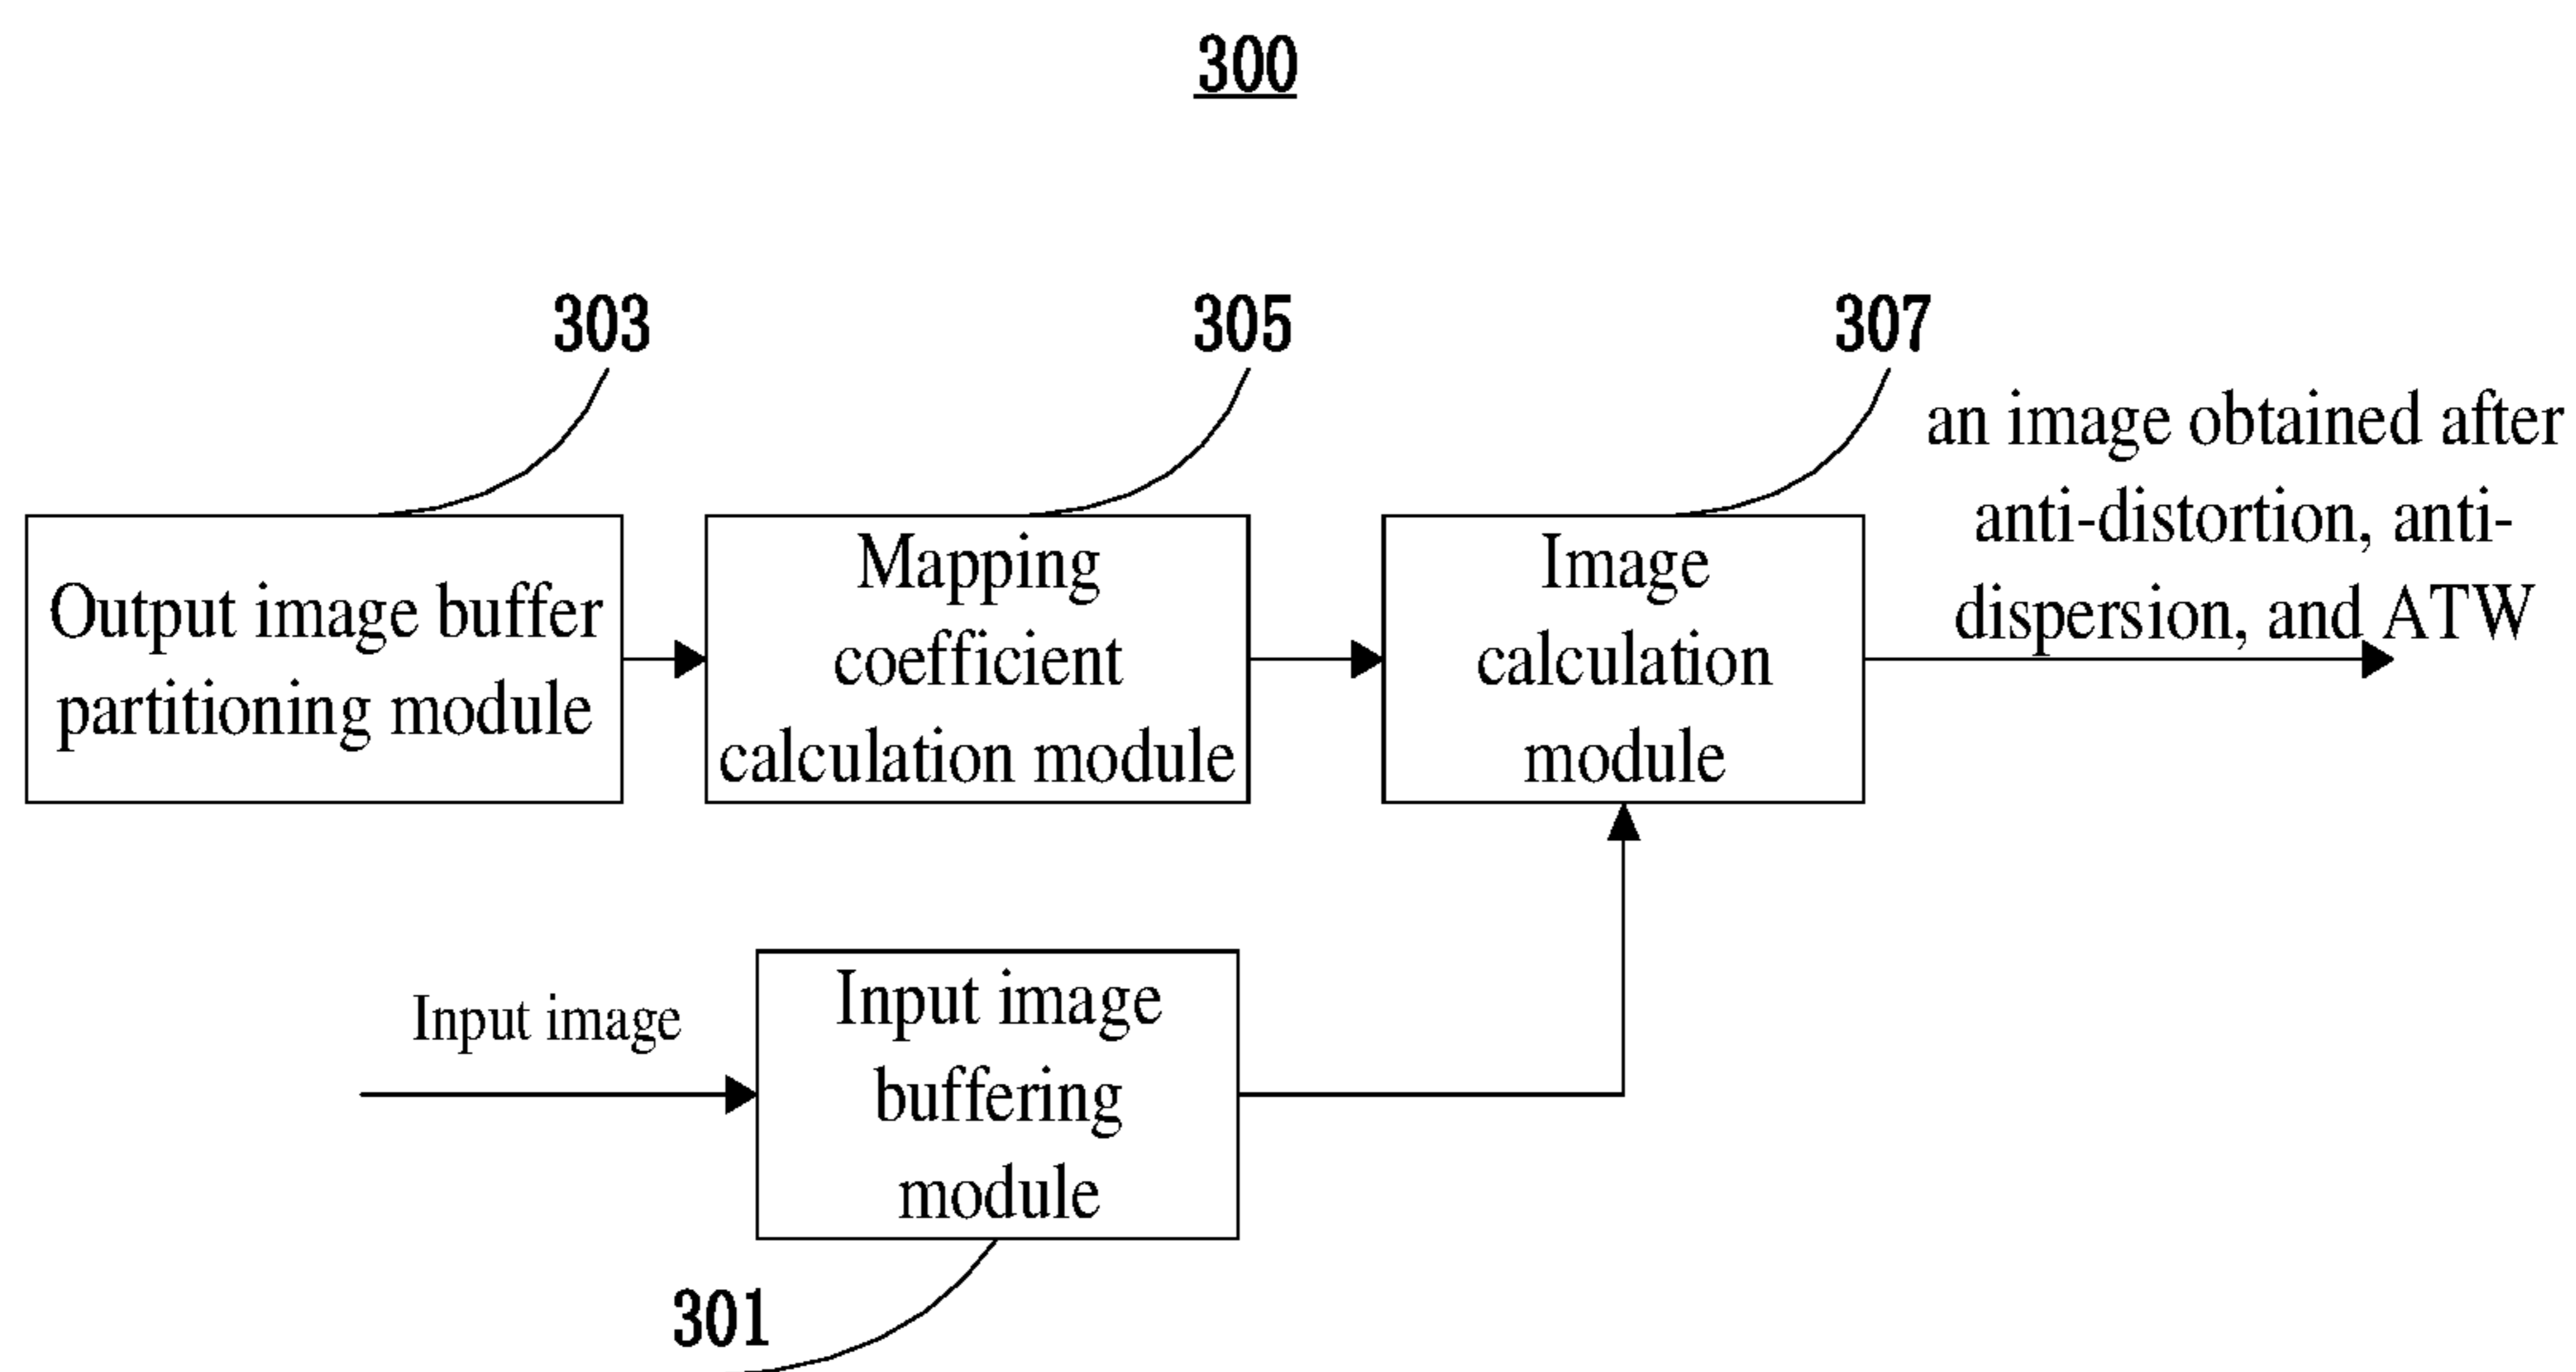 300
303
305
307
an image obtained after
anti-distortion, anti-
dispersion, and ATW
Output image buffer
partitioning module
Mapping
coefficient
calculation module
Image
calculation
module
Input image
Input image
buffering
module
301